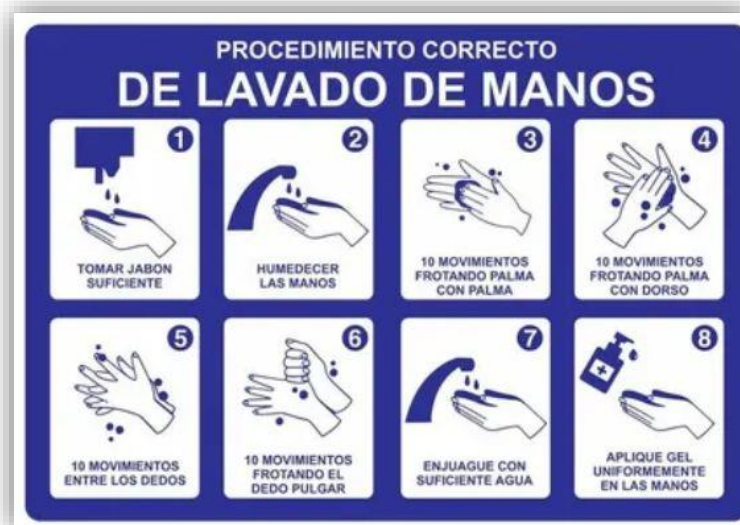 PROCEDIMIENTO CORRECTO
DE LAVADO DE MANOS
1
TOMAR JABON
SUFICIENTE
2
HUMEDECER
LAS MANOS
3
10 MOVIMIENTOS
FROTANDO PALMA
CON PALMA
4
10 MOVIMIENTOS
FROTANDO PALMA
CON DORSO
5
10 MOVIMIENTOS
ENTRE LOS DEDOS
6
10 MOVIMIENTOS
FROTANDO EL
DEDO PULGAR
7
ENJUAGUE CON
SUFICIENTE AGUA
8
APLIQUE GEL
UNIFORMEMENTE
EN LAS MANOS